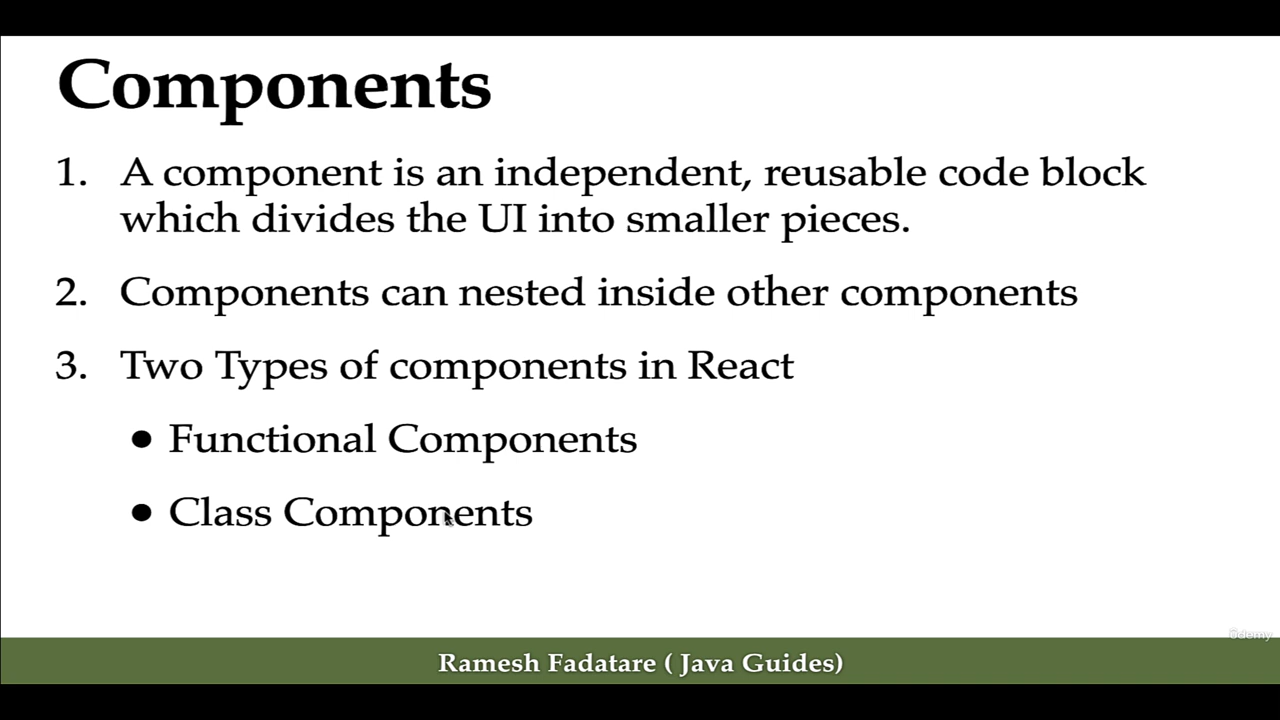 Components
1. A component is an independent, reusable code block
which divides the UI into smaller pieces.
2. Components can nested inside other components
3. Two Types of components in React
● Functional Components
● Class Components
ûdemy
Ramesh Fadatare ( Java Guides)